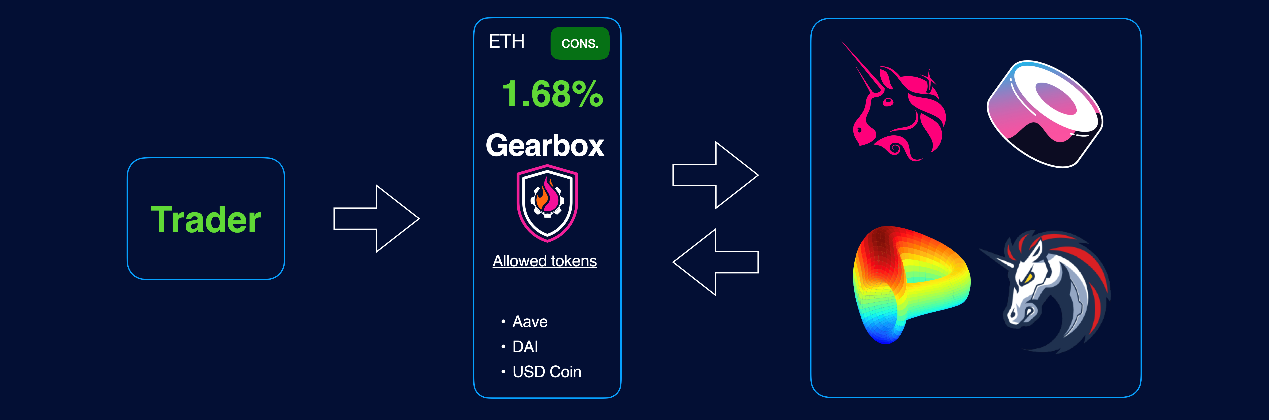 Trader
ETH
CONS.
1.68%
Gearbox
Allowed tokens
• Aave
• DAI
• USD Coin